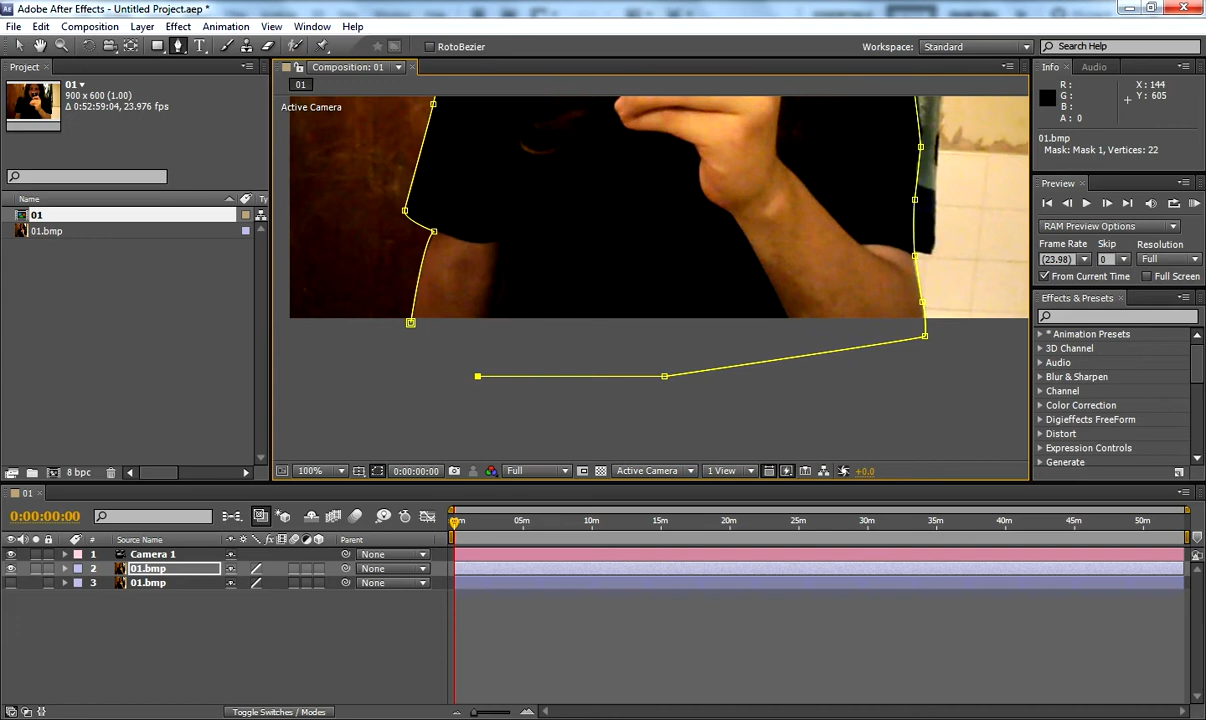 Adobe After Effects - Untitled Project.aep *
File Edit Composition Layer Effect Animation View Window Help
RotoBezier
Workspace: Standard
Search Help
Project
01
900 x 600 (1.00)
Δ 0:52:59:04, 23.976 fps
Name Ty
01
01.bmp
8 bpc
Composition: 01
01
Active Camera
100% 0:00:00:00 Full Active Camera 1 View +0.0
Info Audio
R:
G:
B:
A: 0
X: 144
Y: 605
01.bmp
Mask: Mask 1, Vertices: 22
Preview
RAM Preview Options
Frame Rate Skip Resolution
(23.98) 0 Full
From Current Time Full Screen
Effects & Presets
* Animation Presets
3D Channel
Audio
Blur & Sharpen
Channel
Color Correction
Digieffects FreeForm
Distort
Expression Controls
Generate
01
0:00:00:00
05m 10m 15m 20m 25m 30m 35m 40m 45m 50m
# Source Name Parent
1 Camera 1 None
2 01.bmp None
3 01.bmp None
Toggle Switches / Modes